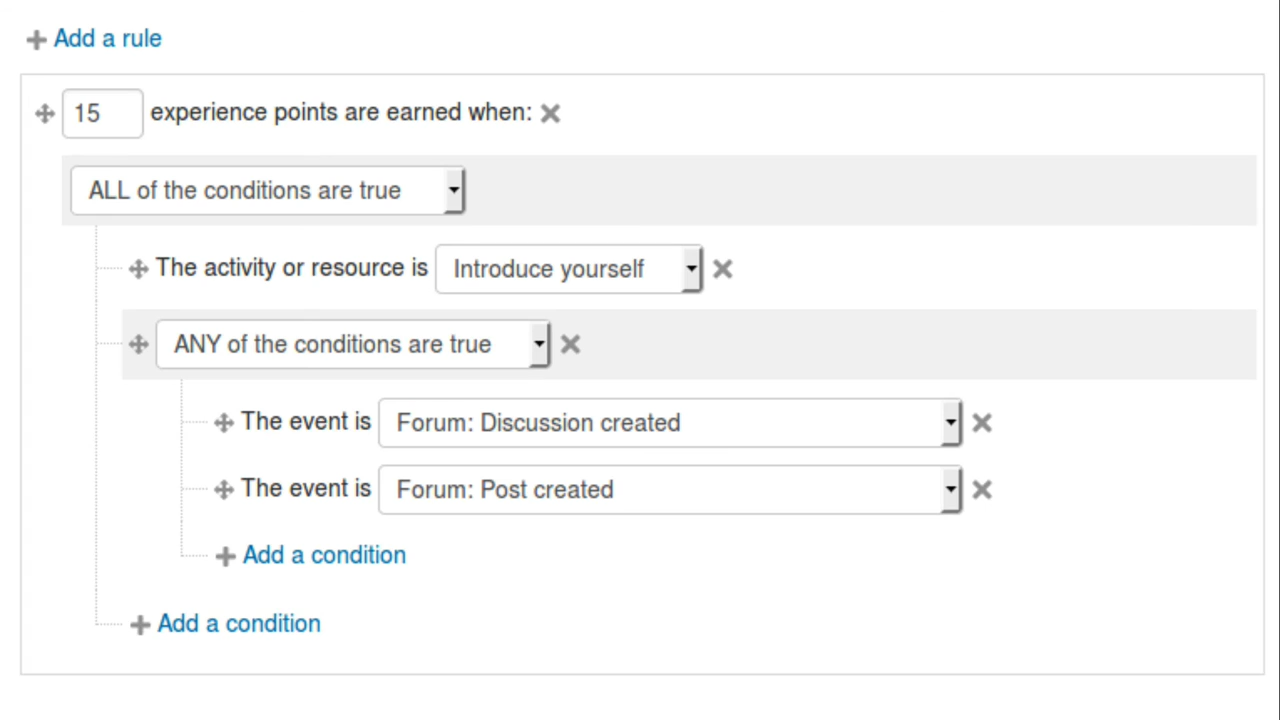 Add a rule
15 experience points are earned when:
ALL of the conditions are true
The activity or resource is Introduce yourself
ANY of the conditions are true
The event is Forum: Discussion created
The event is Forum: Post created
Add a condition
Add a condition